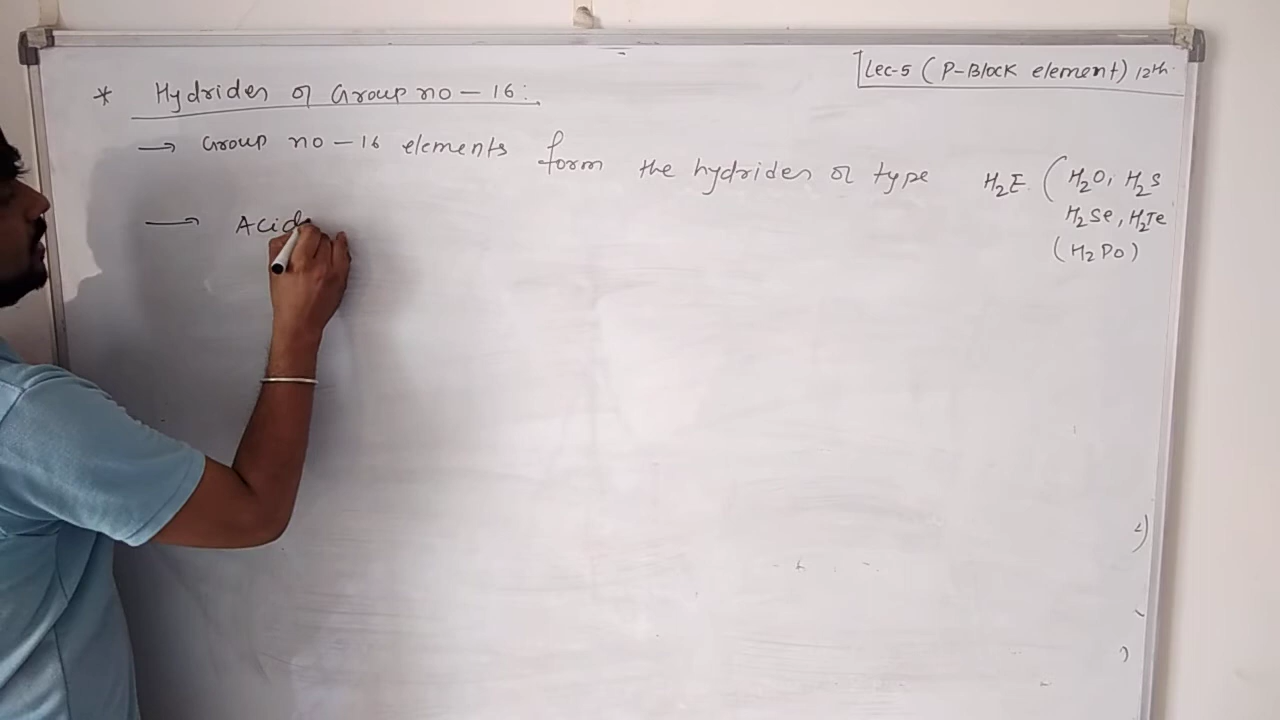 Lec-5 (P-Block element) 12th.
* Hydrides of Group no - 16:
→ Group no - 16 elements form the hydrides of type H₂E (H₂O, H₂S
H₂Se, H₂Te
(H₂Po)
→ Acid